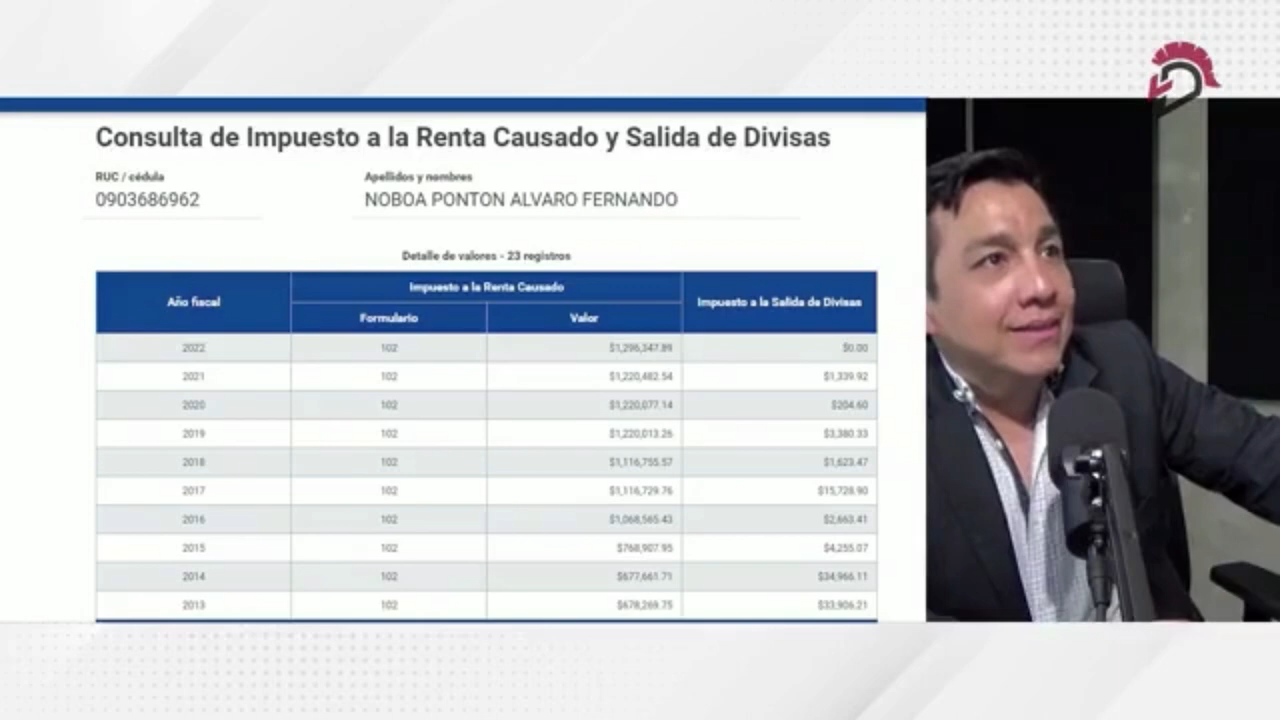 Consulta de Impuesto a la Renta Causado y Salida de Divisas
RUC / cédula Apellidos y nombres
0903686962 NOBOA PONTON ALVARO FERNANDO
Detalle de valores - 23 registros
Año fiscal Impuesto a la Renta Causado Impuesto a la Salida de Divisas
Formulario Valor
2022 102 $1,296,347.89 $0.00
2021 102 $1,220,482.54 $1,339.92
2020 102 $1,220,077.14 $204.60
2019 102 $1,220,013.26 $3,380.33
2018 102 $1,116,755.57 $1,623.47
2017 102 $1,116,729.76 $15,728.90
2016 102 $1,068,565.43 $2,663.41
2015 102 $768,907.95 $4,255.07
2014 102 $677,661.71 $34,966.11
2013 102 $678,269.75 $33,906.21